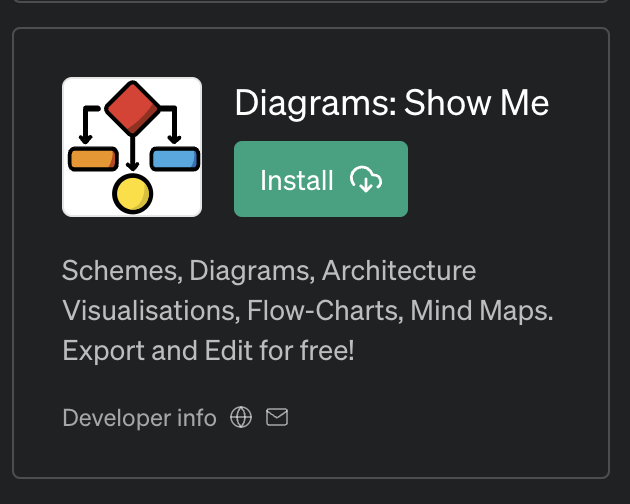 Diagrams: Show Me
Install
Schemes, Diagrams, Architecture
Visualisations, Flow-Charts, Mind Maps.
Export and Edit for free!
Developer info